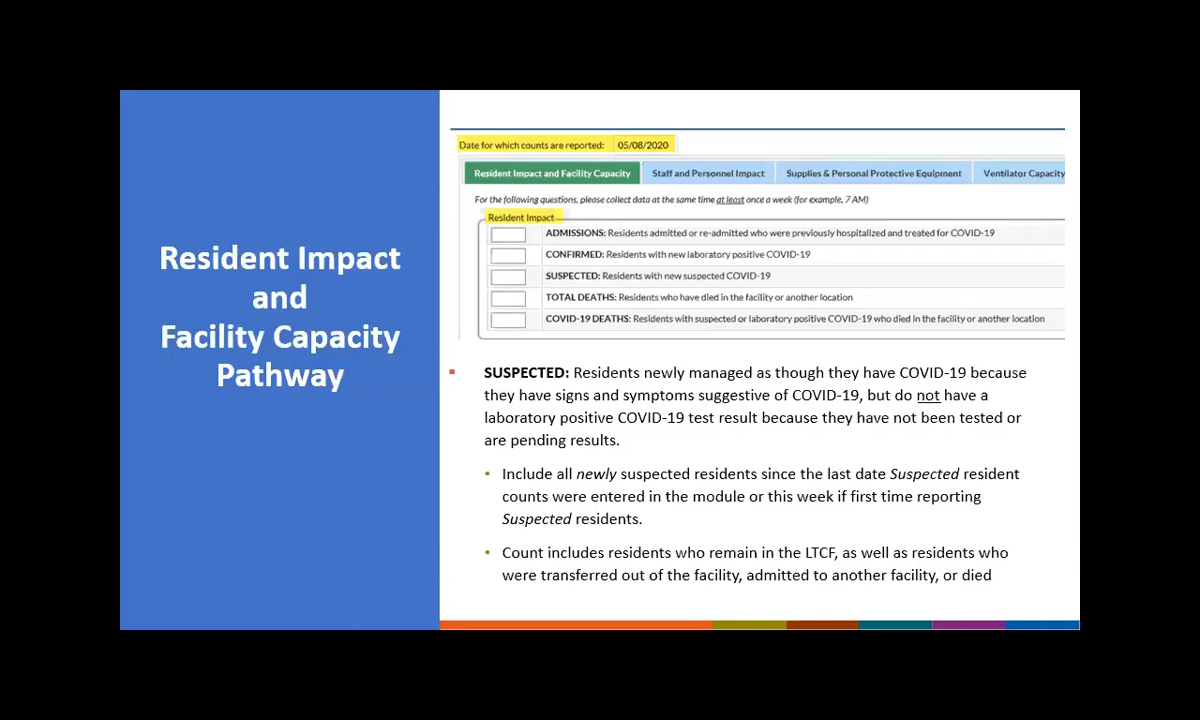 Resident Impact
and
Facility Capacity
Pathway
Date for which counts are reported: 05/08/2020
Resident Impact and Facility Capacity Staff and Personnel Impact Supplies & Personal Protective Equipment Ventilator Capacity
For the following questions, please collect data at the same time at least once a week (for example, 7 AM)
Resident Impact
ADMISSIONS: Residents admitted or re-admitted who were previously hospitalized and treated for COVID-19
CONFIRMED: Residents with new laboratory positive COVID-19
SUSPECTED: Residents with new suspected COVID-19
TOTAL DEATHS: Residents who have died in the facility or another location
COVID-19 DEATHS: Residents with suspected or laboratory positive COVID-19 who died in the facility or another location
SUSPECTED: Residents newly managed as though they have COVID-19 because
they have signs and symptoms suggestive of COVID-19, but do not have a
laboratory positive COVID-19 test result because they have not been tested or
are pending results.
• Include all newly suspected residents since the last date Suspected resident
counts were entered in the module or this week if first time reporting
Suspected residents.
• Count includes residents who remain in the LTCF, as well as residents who
were transferred out of the facility, admitted to another facility, or died